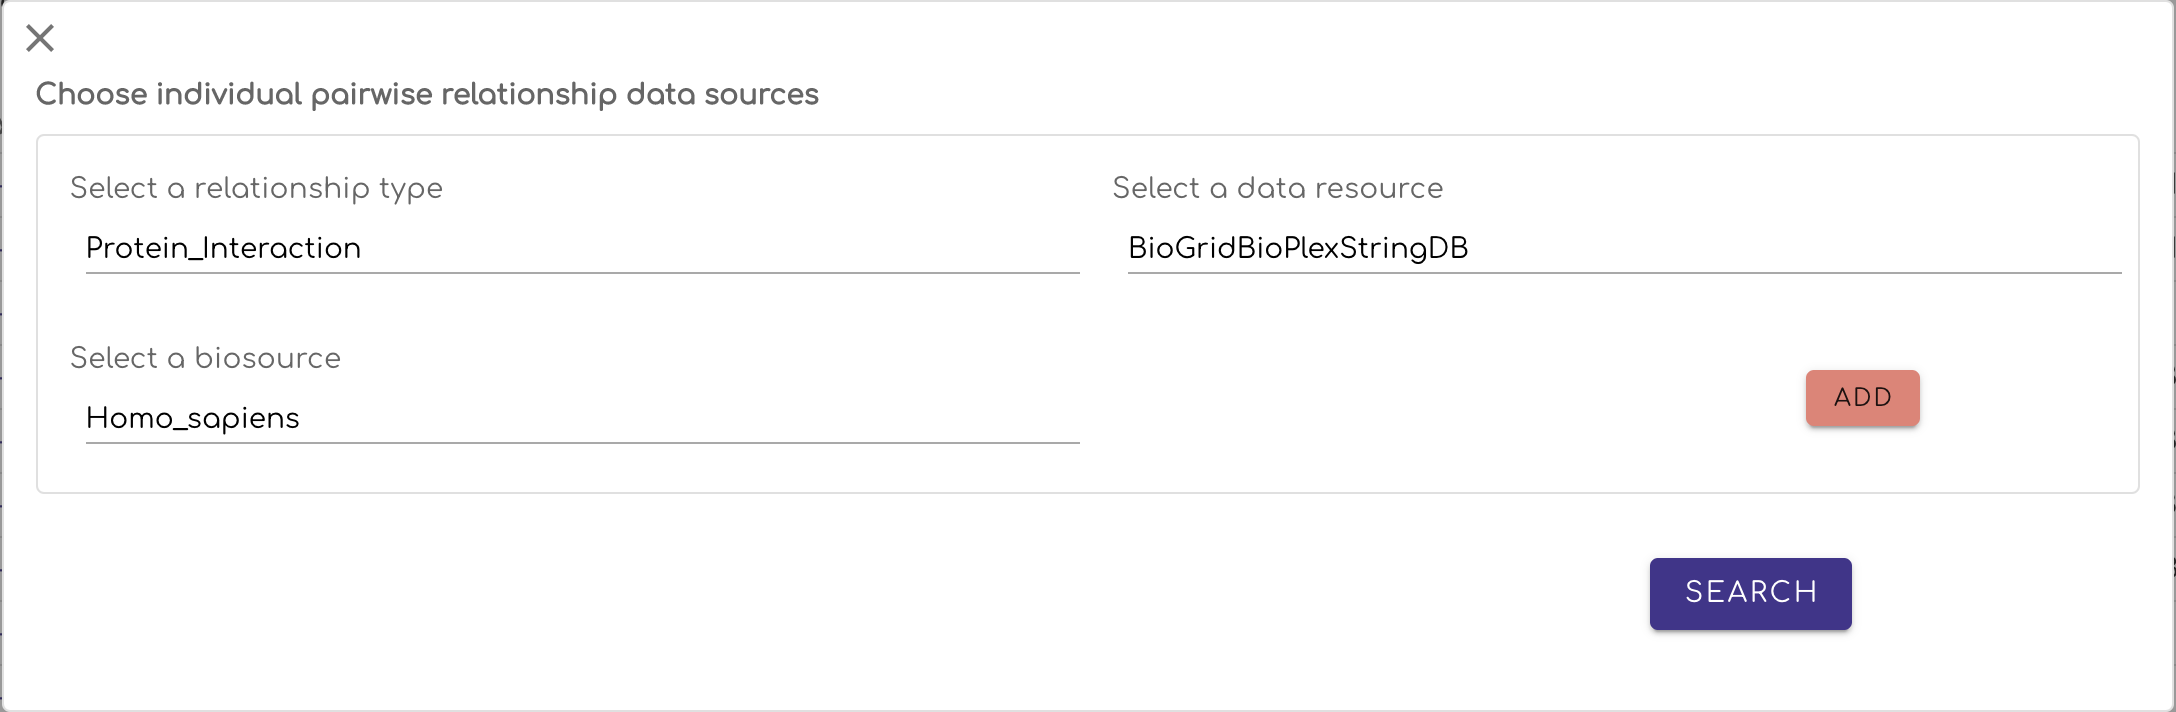 Choose individual pairwise relationship data sources
Select a relationship type
Protein_Interaction
Select a data resource
BioGridBioPlexStringDB
Select a biosource
Homo_sapiens
ADD
SEARCH